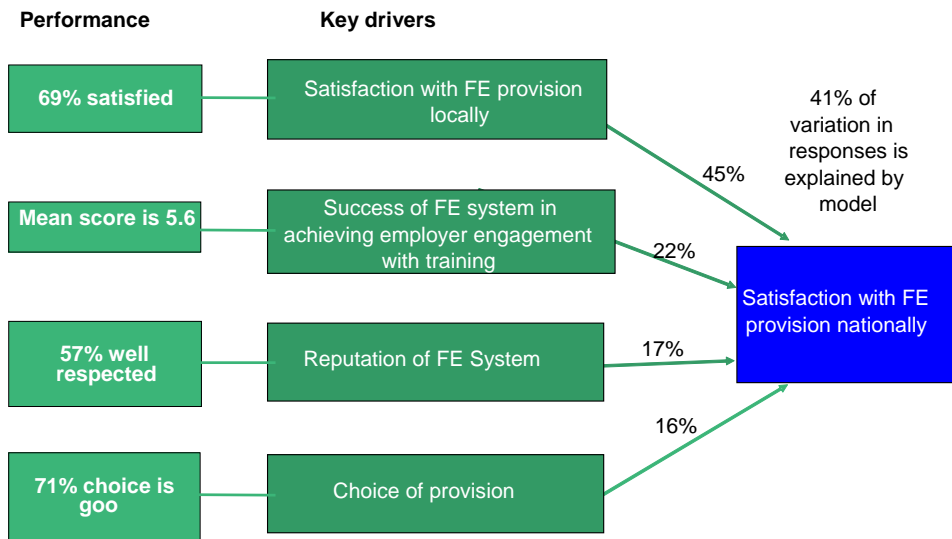 Performance
Key drivers
69% satisfied
Satisfaction with FE provision
locally
41% of
variation in
responses is
explained by
model
45%
Mean score is 5.6
Success of FE system in
achieving employer engagement
with training
22%
Satisfaction with FE
provision nationally
57% well
respected
Reputation of FE System
17%
16%
71% choice is
goo
Choice of provision